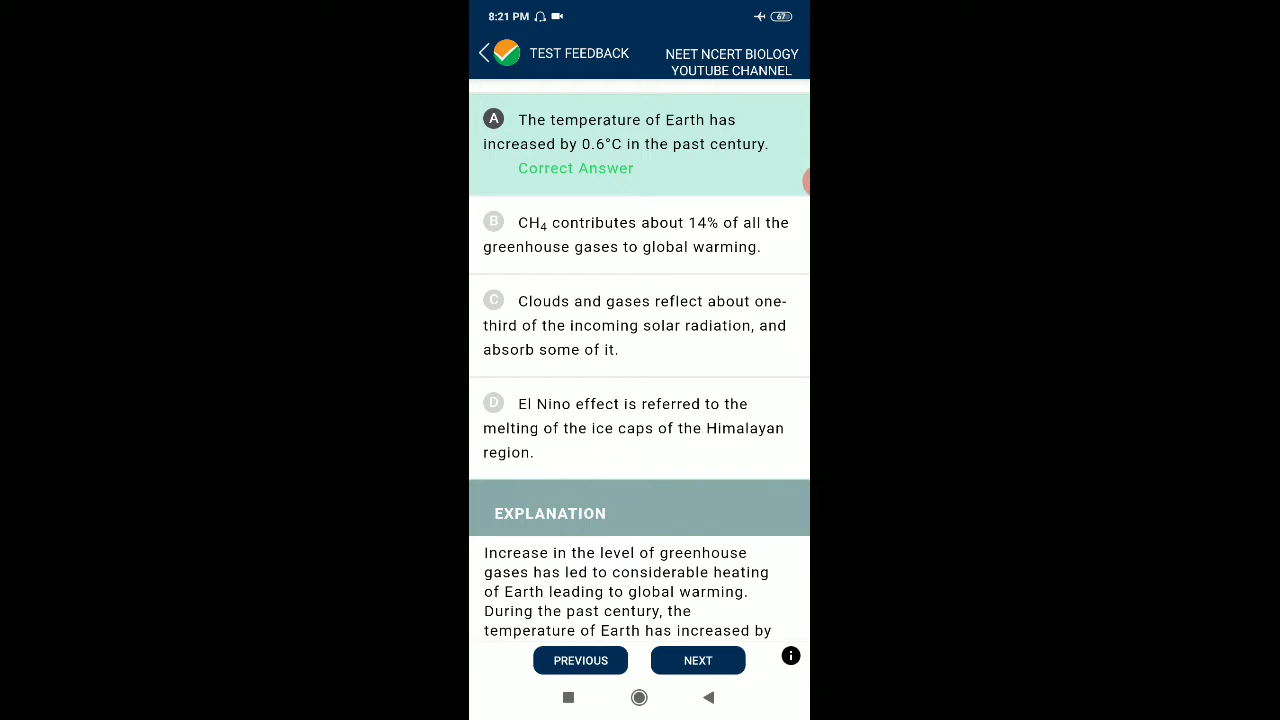 8:21 PM 67
TEST FEEDBACK
NEET NCERT BIOLOGY
YOUTUBE CHANNEL
A The temperature of Earth has
increased by 0.6°C in the past century.
Correct Answer
B CH₄ contributes about 14% of all the
greenhouse gases to global warming.
C Clouds and gases reflect about one-
third of the incoming solar radiation, and
absorb some of it.
D El Nino effect is referred to the
melting of the ice caps of the Himalayan
region.
EXPLANATION
Increase in the level of greenhouse
gases has led to considerable heating
of Earth leading to global warming.
During the past century, the
temperature of Earth has increased by
PREVIOUS NEXT